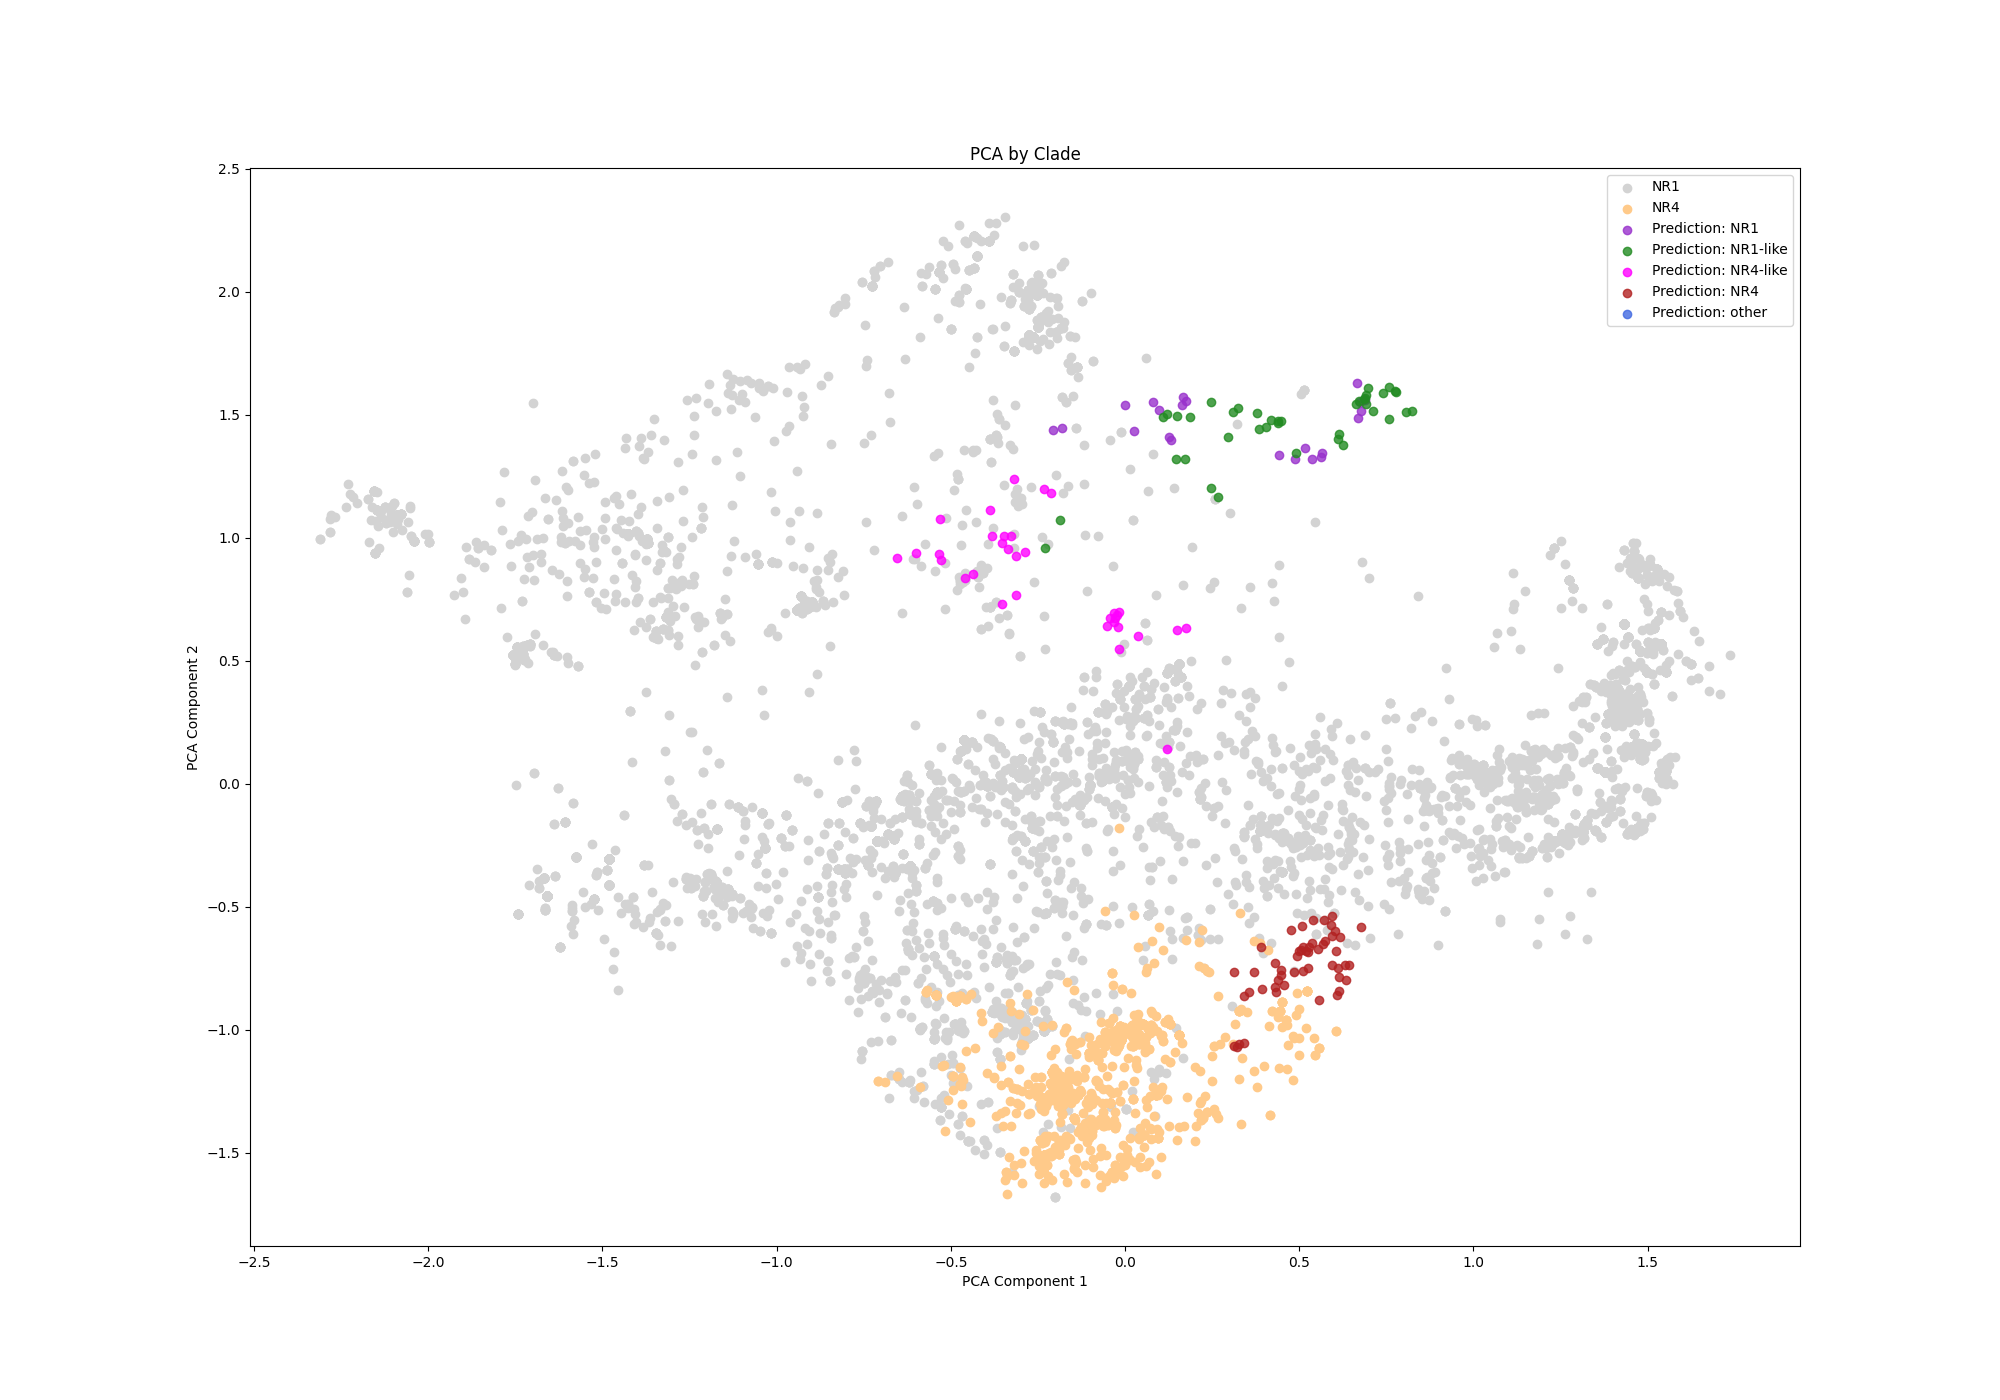 PCA by Clade
NR1
NR4
Prediction: NR1
Prediction: NR1-like
Prediction: NR4-like
Prediction: NR4
Prediction: other
PCA Component 2
2.5
2.0
1.5
1.0
0.5
0.0
−0.5
−1.0
−1.5
−2.5 −2.0 −1.5 −1.0 −0.5 0.0 0.5 1.0 1.5
PCA Component 1